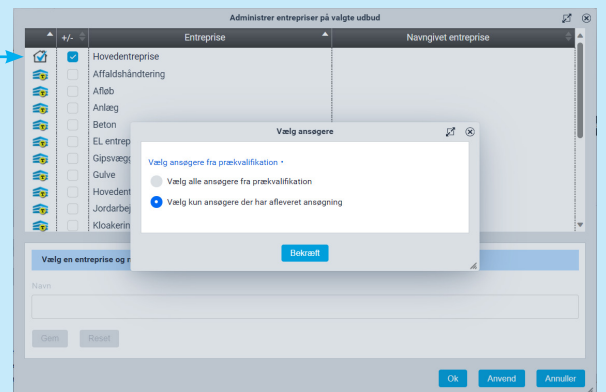 Administrer entrepriser på valgte udbud
+/-
Entreprise
Navngivet entreprise
Hovedentreprise
Affaldshåndtering
Afløb
Anlæg
Beton
EL entrep
Gipsvægg
Gulve
Hovedent
Jordarbej
Kloakerin
Vælg ansøgere
Vælg ansøgere fra prækvalifikation
Vælg alle ansøgere fra prækvalifikation
Vælg kun ansøgere der har afleveret ansøgning
Bekræft
Vælg en entreprise og n
Navn
Gem
Reset
Ok
Anvend
Annuller